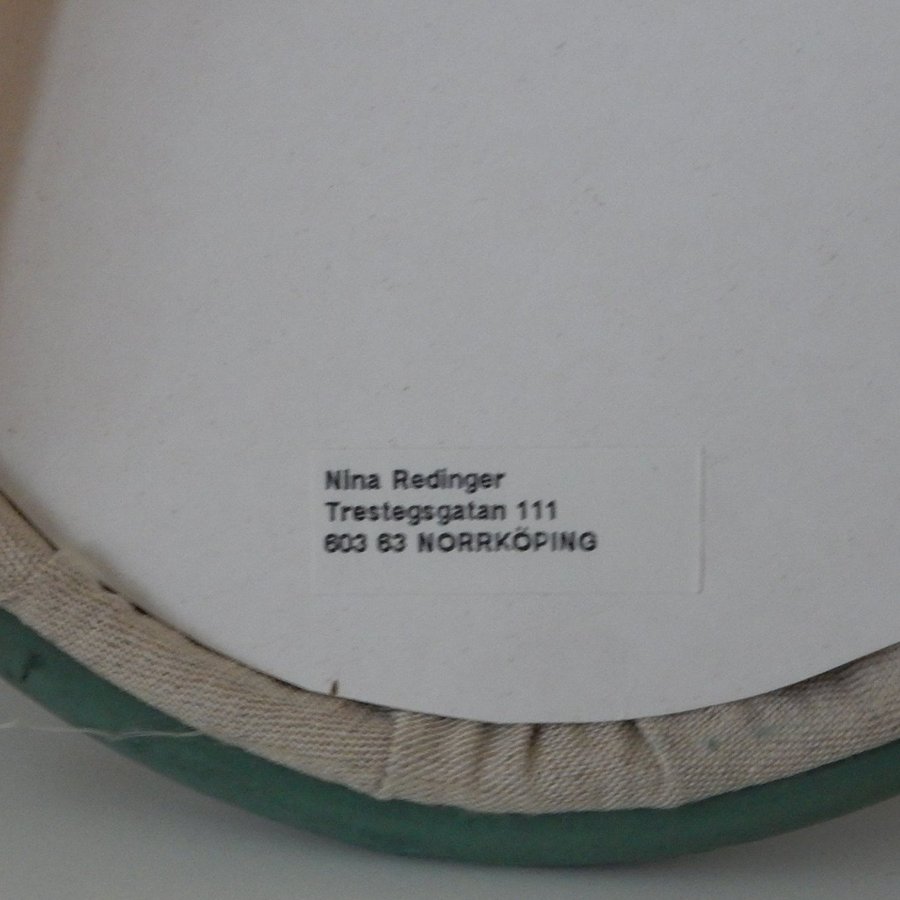 Nina Redinger
Trestegsgatan 111
603 63 NORRKÖPING